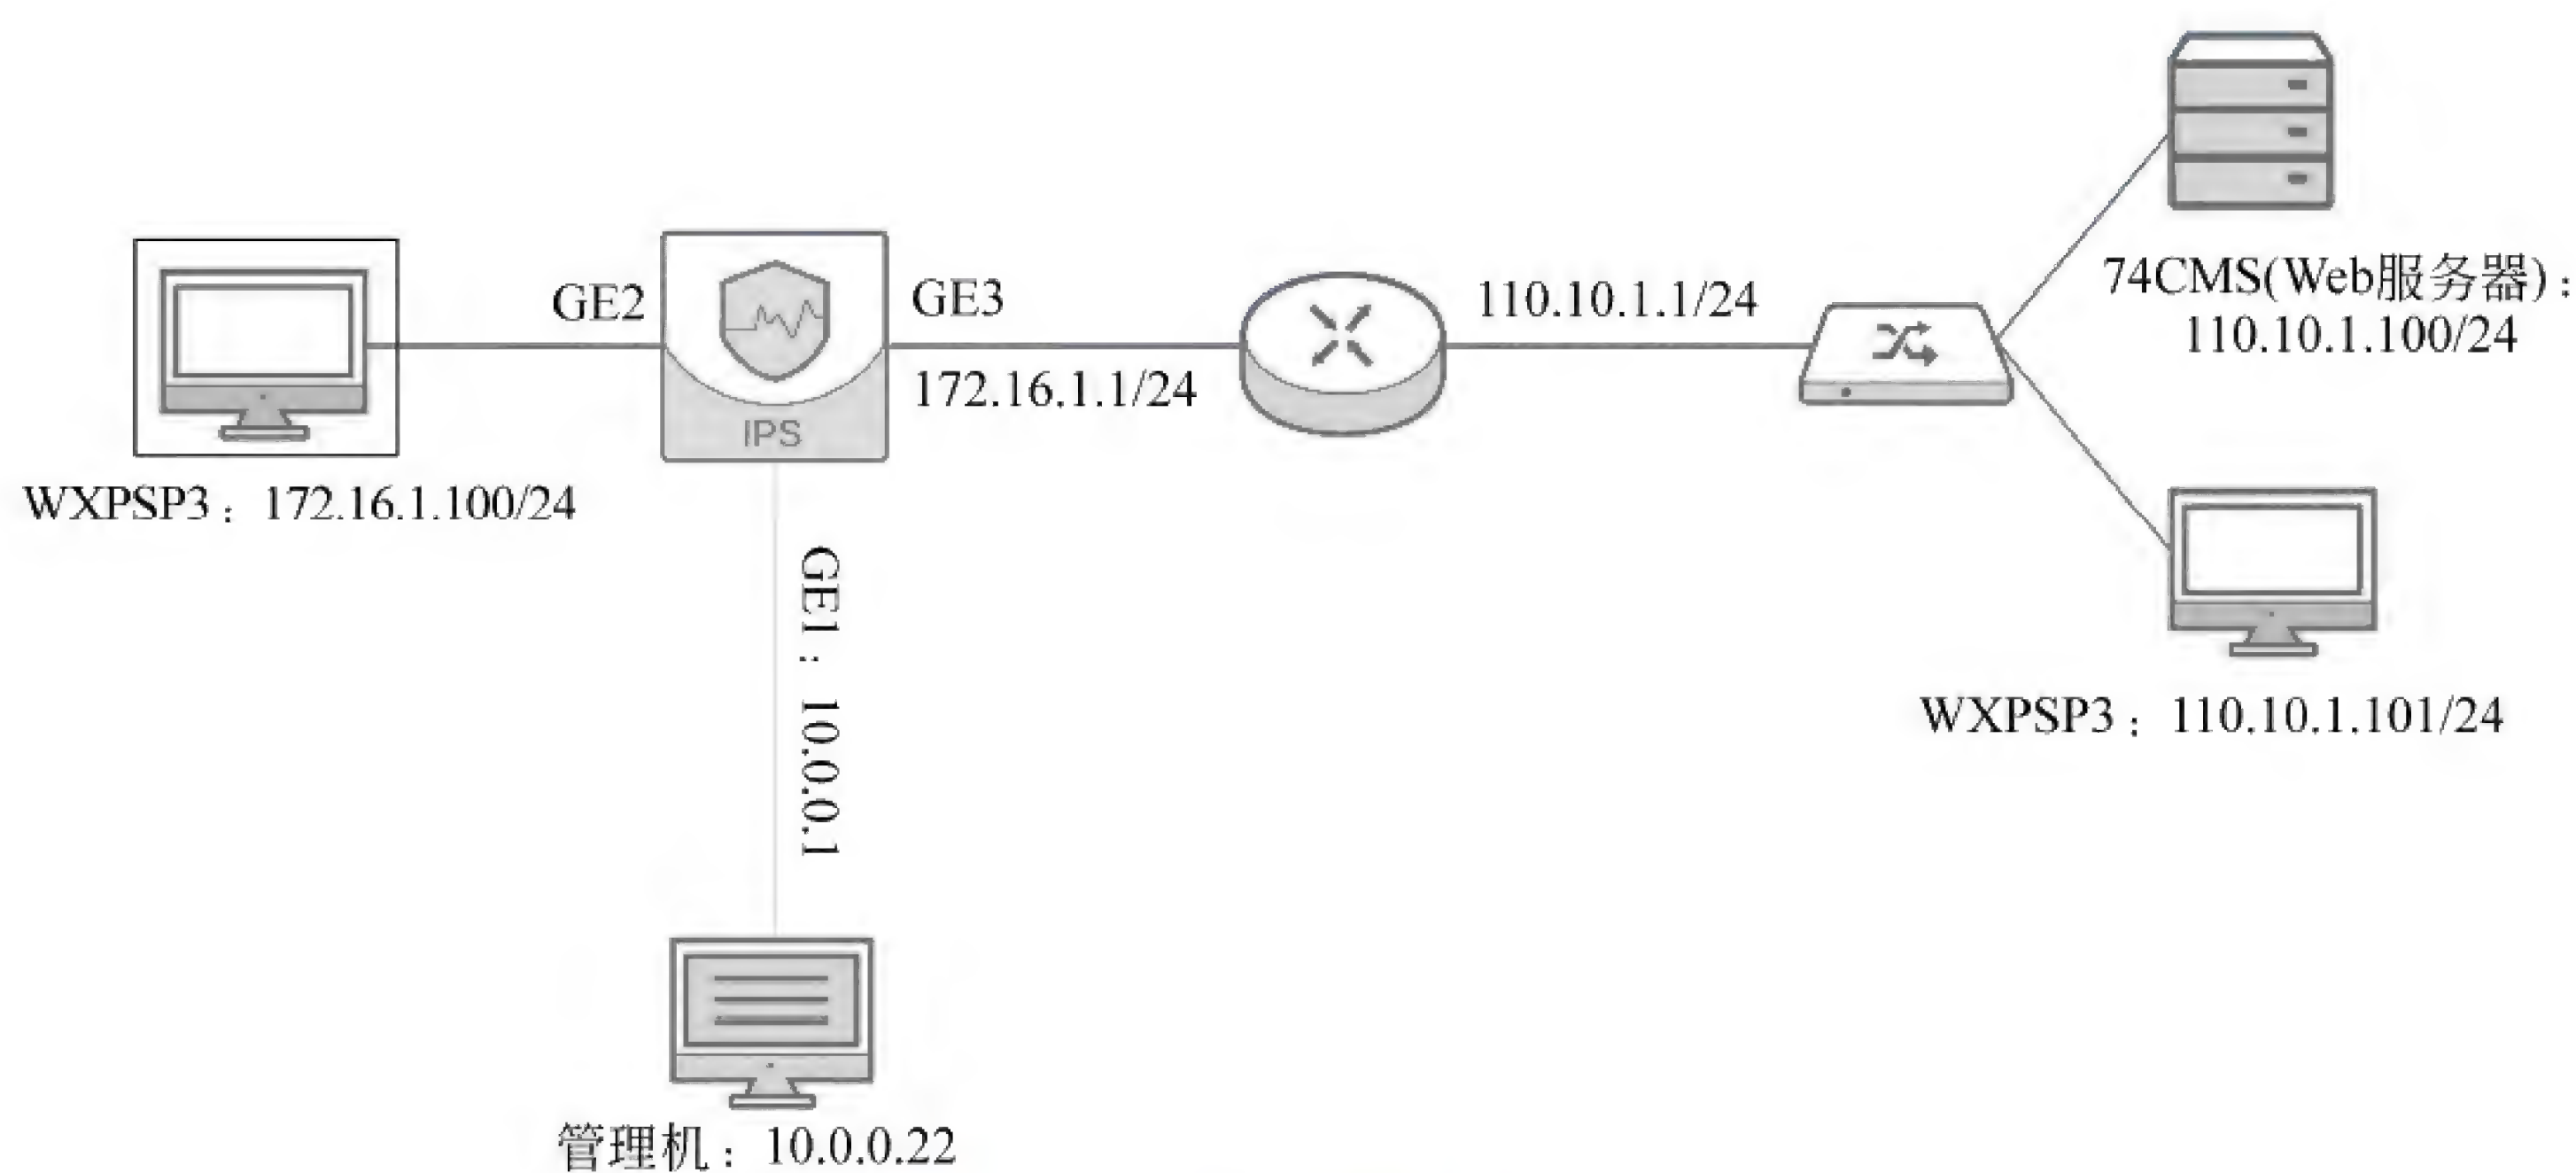 74CMS(Web服务器)：
110.10.1.100/24
GE2
GE3
110.10.1.1/24
172.16.1.1/24
IPS
WXPSP3：172.16.1.100/24
GE1：10.0.0.1
WXPSP3：110.10.1.101/24
管理机：10.0.0.22